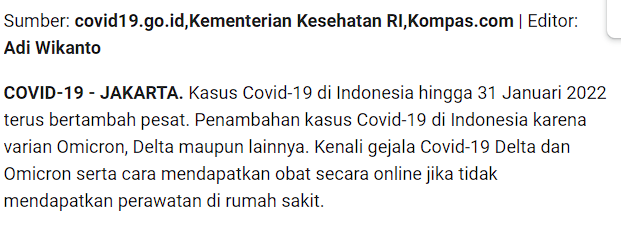 Sumber: covid19.go.id,Kementerian Kesehatan RI,Kompas.com | Editor:
Adi Wikanto
COVID-19 - JAKARTA. Kasus Covid-19 di Indonesia hingga 31 Januari 2022
terus bertambah pesat. Penambahan kasus Covid-19 di Indonesia karena
varian Omicron, Delta maupun lainnya. Kenali gejala Covid-19 Delta dan
Omicron serta cara mendapatkan obat secara online jika tidak
mendapatkan perawatan di rumah sakit.